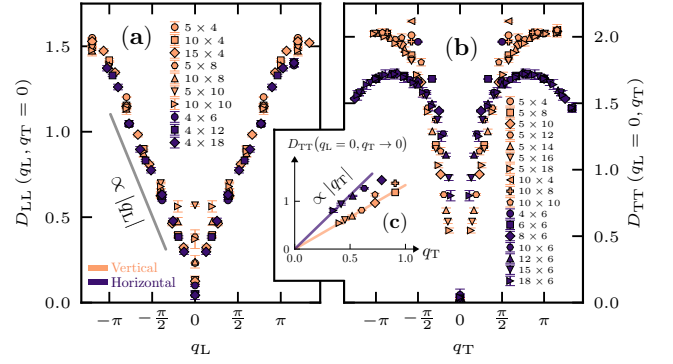 (a)
5 × 4
10 × 4
15 × 4
5 × 8
10 × 8
5 × 10
10 × 10
4 × 6
4 × 12
4 × 18
∝ |q_L|
Vertical
Horizontal
D_LL (q_L, q_T = 0)
0.0
0.5
1.0
1.5
−π
−π/2
0
π/2
π
q_L
D_TT(q_L = 0, q_T → 0)
1
0
∝ |q_T|
(c)
0.0
0.5
1.0
q_T
(b)
5 × 4
5 × 8
5 × 10
5 × 12
5 × 14
5 × 16
5 × 18
10 × 4
10 × 8
10 × 10
4 × 6
6 × 6
8 × 6
9 × 6
10 × 6
12 × 6
15 × 6
18 × 6
2.0
1.5
1.0
0.5
0.0
D_TT (q_L = 0, q_T)
−π
−π/2
0
π/2
π
q_T